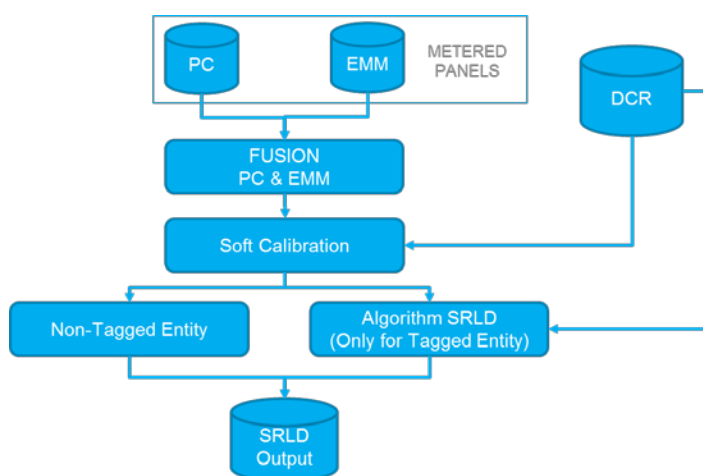 PC
EMM
METERED
PANELS
DCR
FUSION
PC & EMM
Soft Calibration
Non-Tagged Entity
Algorithm SRLD
(Only for Tagged Entity)
SRLD
Output